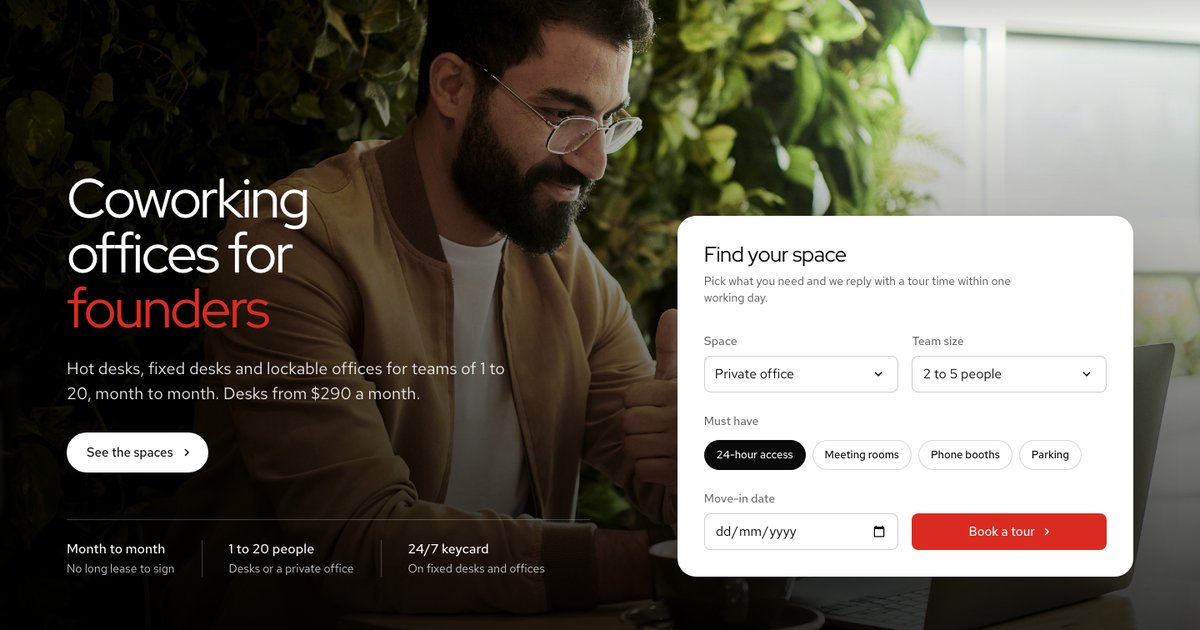 Coworking
offices for
founders
Hot desks, fixed desks and lockable offices for teams of 1 to
20, month to month. Desks from $290 a month.
See the spaces
Month to month
No long lease to sign
1 to 20 people
Desks or a private office
24/7 keycard
On fixed desks and offices
Find your space
Pick what you need and we reply with a tour time within one
working day.
Space
Team size
Private office
2 to 5 people
Must have
24-hour access
Meeting rooms
Phone booths
Parking
Move-in date
dd/mm/yyyy
Book a tour